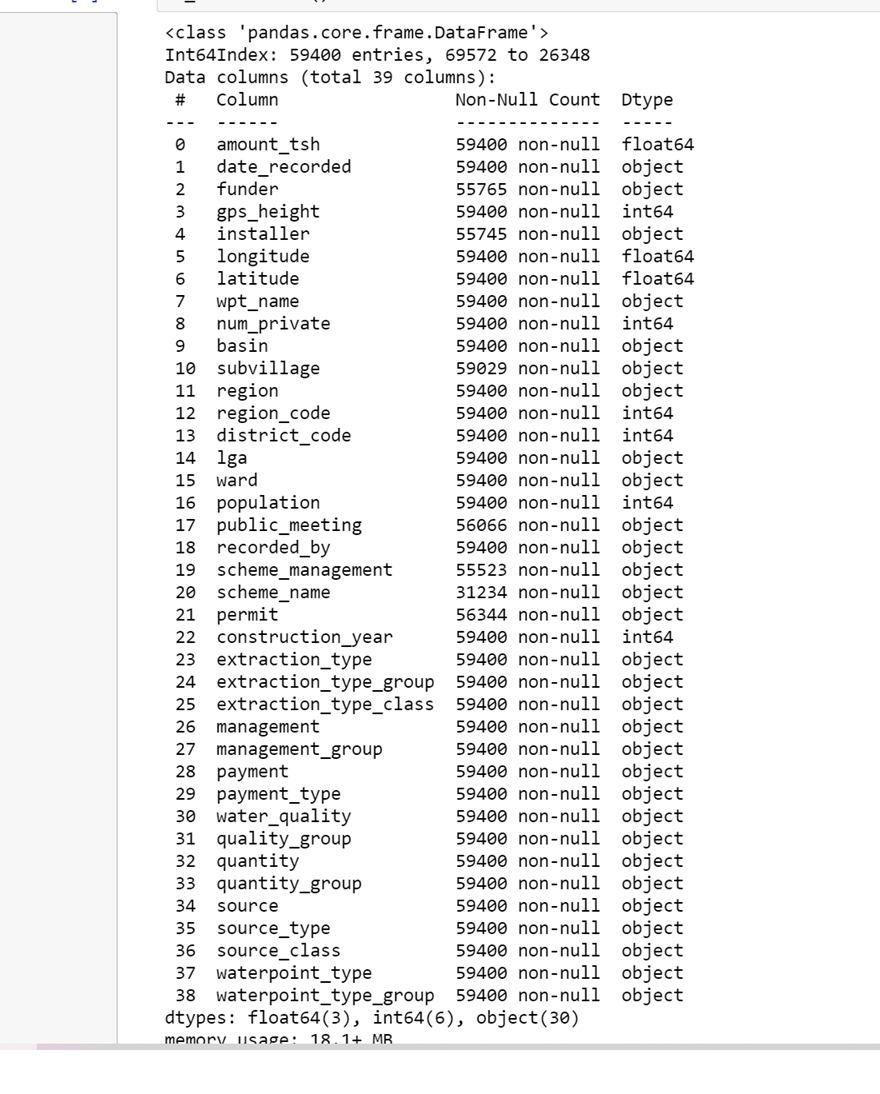 <class 'pandas.core.frame.DataFrame'>
Int64Index: 59400 entries, 69572 to 26348
Data columns (total 39 columns):
 #   Column                 Non-Null Count  Dtype
---  ------                 --------------  -----
 0   amount_tsh             59400 non-null  float64
 1   date_recorded          59400 non-null  object
 2   funder                 55765 non-null  object
 3   gps_height             59400 non-null  int64
 4   installer              55745 non-null  object
 5   longitude              59400 non-null  float64
 6   latitude               59400 non-null  float64
 7   wpt_name               59400 non-null  object
 8   num_private            59400 non-null  int64
 9   basin                  59400 non-null  object
 10  subvillage             59029 non-null  object
 11  region                 59400 non-null  object
 12  region_code            59400 non-null  int64
 13  district_code          59400 non-null  int64
 14  lga                    59400 non-null  object
 15  ward                   59400 non-null  object
 16  population             59400 non-null  int64
 17  public_meeting         56066 non-null  object
 18  recorded_by            59400 non-null  object
 19  scheme_management      55523 non-null  object
 20  scheme_name            31234 non-null  object
 21  permit                 56344 non-null  object
 22  construction_year      59400 non-null  int64
 23  extraction_type        59400 non-null  object
 24  extraction_type_group  59400 non-null  object
 25  extraction_type_class  59400 non-null  object
 26  management             59400 non-null  object
 27  management_group       59400 non-null  object
 28  payment                59400 non-null  object
 29  payment_type           59400 non-null  object
 30  water_quality          59400 non-null  object
 31  quality_group          59400 non-null  object
 32  quantity               59400 non-null  object
 33  quantity_group         59400 non-null  object
 34  source                 59400 non-null  object
 35  source_type            59400 non-null  object
 36  source_class           59400 non-null  object
 37  waterpoint_type        59400 non-null  object
 38  waterpoint_type_group  59400 non-null  object
dtypes: float64(3), int64(6), object(30)
memory usage: 18.1+ MB